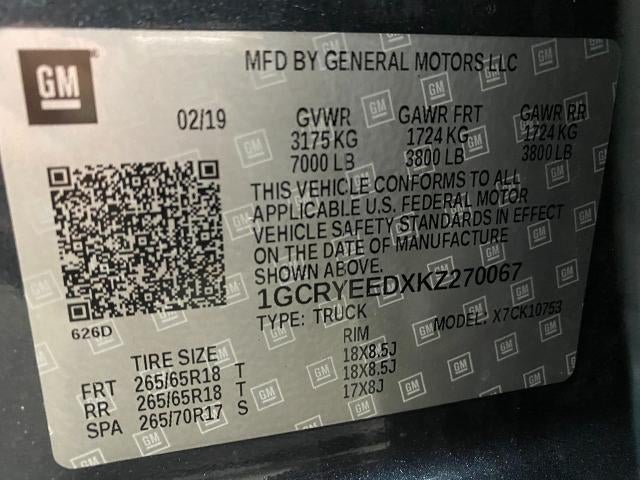 GM
MFD BY GENERAL MOTORS LLC
02/19
GVWR GAWR FRT GAWR RR
3175 KG 1724 KG 1724 KG
7000 LB 3800 LB 3800 LB
THIS VEHICLE CONFORMS TO ALL
APPLICABLE U.S. FEDERAL MOTOR
VEHICLE SAFETY STANDARDS IN EFFECT
ON THE DATE OF MANUFACTURE
SHOWN ABOVE.
1GCRYEEDXKZ270067
TYPE: TRUCK MODEL: X7CK10753
626D
TIRE SIZE RIM
FRT 265/65R18 T 18X8.5J
RR 265/65R18 T 18X8.5J
SPA 265/70R17 S 17X8J